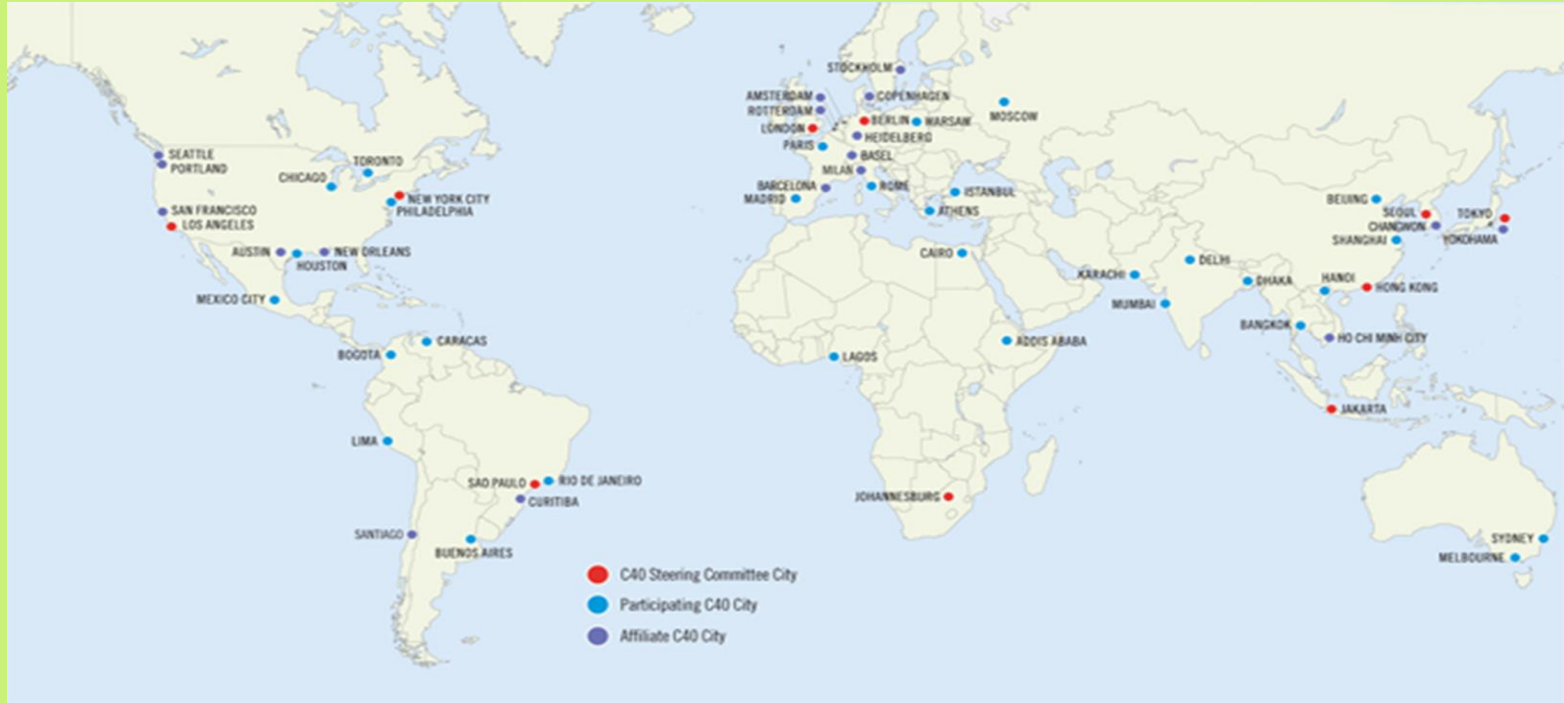 STOCKHOLM
AMSTERDAM
COPENHAGEN
ROTTERDAM
MOSCOW
LONDON
BERLIN
WARSAW
HEIDELBERG
PARIS
BASEL
MILAN
BARCELONA
ROME
MADRID
ISTANBUL
ATHENS
SEATTLE
PORTLAND
TORONTO
CHICAGO
NEW YORK CITY
PHILADELPHIA
SAN FRANCISCO
LOS ANGELES
AUSTIN
NEW ORLEANS
HOUSTON
MEXICO CITY
CARACAS
BOGOTA
LIMA
SAO PAULO
RIO DE JANEIRO
CURITIBA
SANTIAGO
BUENOS AIRES
CAIRO
LAGOS
ADDIS ABABA
JOHANNESBURG
BEIJING
SEOUL
TOKYO
CHANGWON
SHANGHAI
YOKOHAMA
KARACHI
DELHI
DHAKA
HANOI
HONG KONG
MUMBAI
BANGKOK
HO CHI MINH CITY
JAKARTA
SYDNEY
MELBOURNE
C40 Steering Committee City
Participating C40 City
Affiliate C40 City